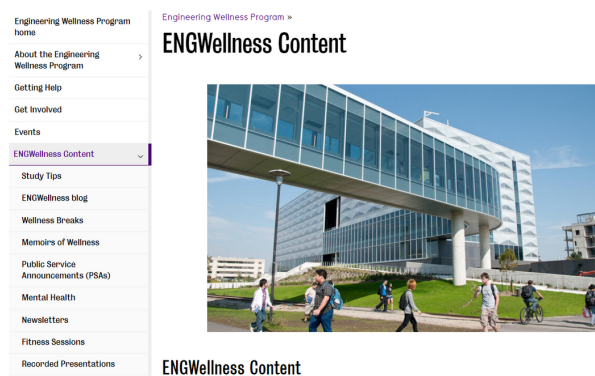 Engineering Wellness Program
home
About the Engineering
Wellness Program
Getting Help
Get Involved
Events
ENGWellness Content
Study Tips
ENGWellness blog
Wellness Breaks
Memoirs of Wellness
Public Service
Announcements (PSAs)
Mental Health
Newsletters
Fitness Sessions
Recorded Presentations
Engineering Wellness Program »
ENGWellness Content
ENGWellness Content